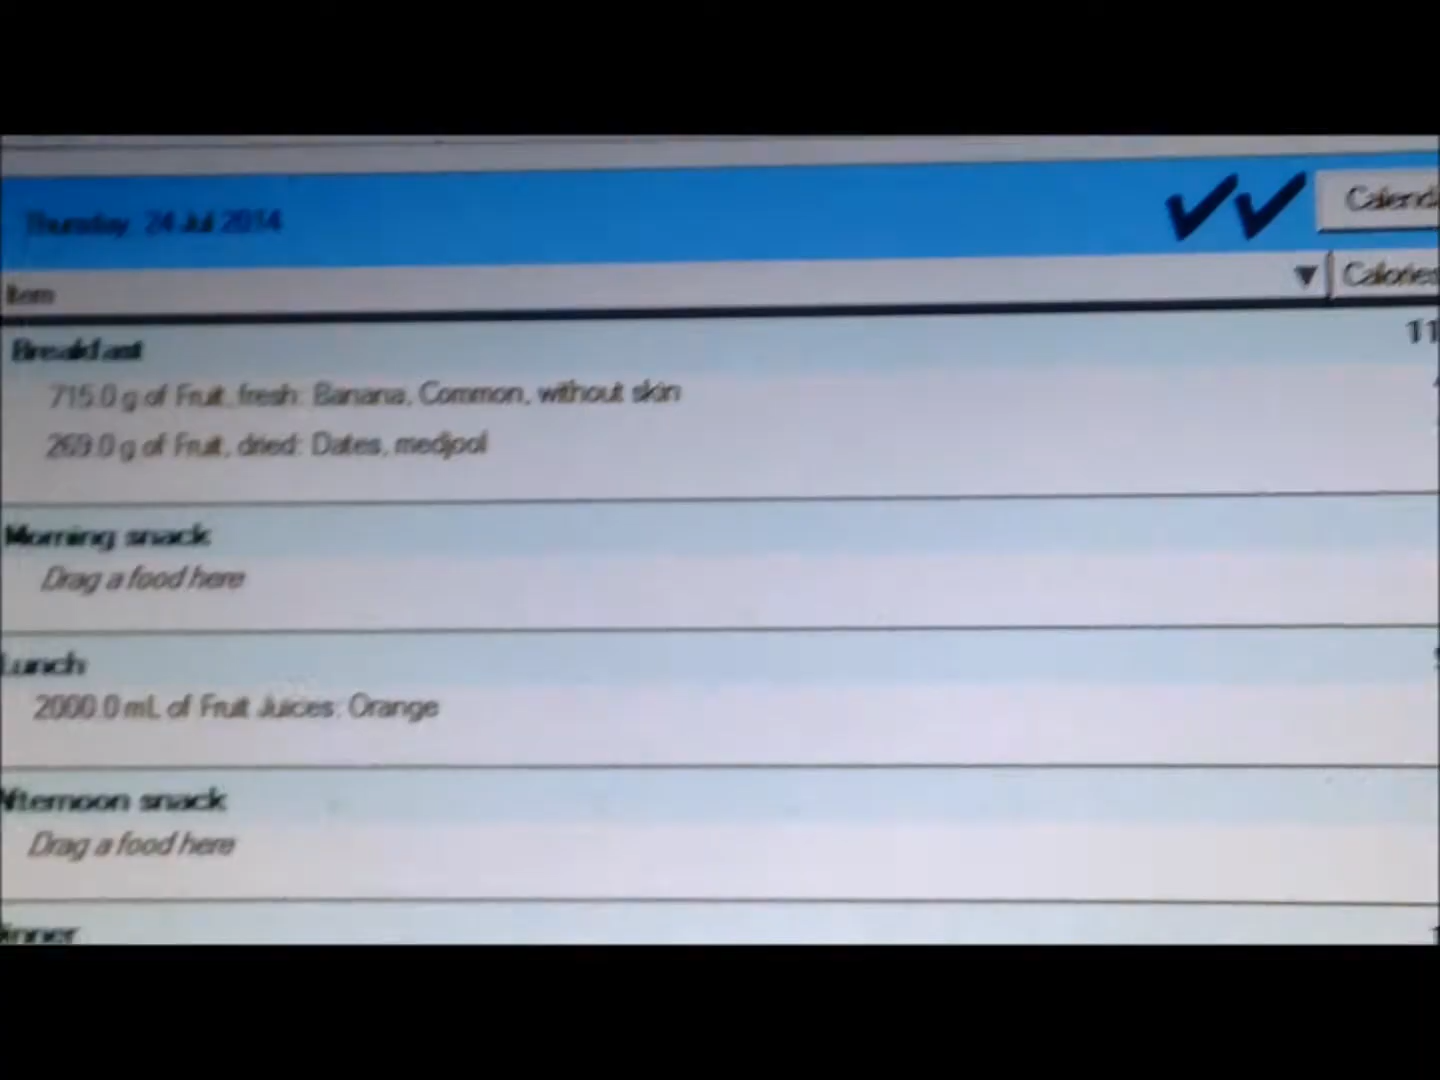 Thursday 24 Jul 2014
Calend
Item
Calories
Breakfast
11
715.0 g of Fruit, fresh: Banana, Common, without skin
269.0 g of Fruit, dried: Dates, medjool
Morning snack
Drag a food here
Lunch
2000.0 mL of Fruit Juices: Orange
Afternoon snack
Drag a food here
inner